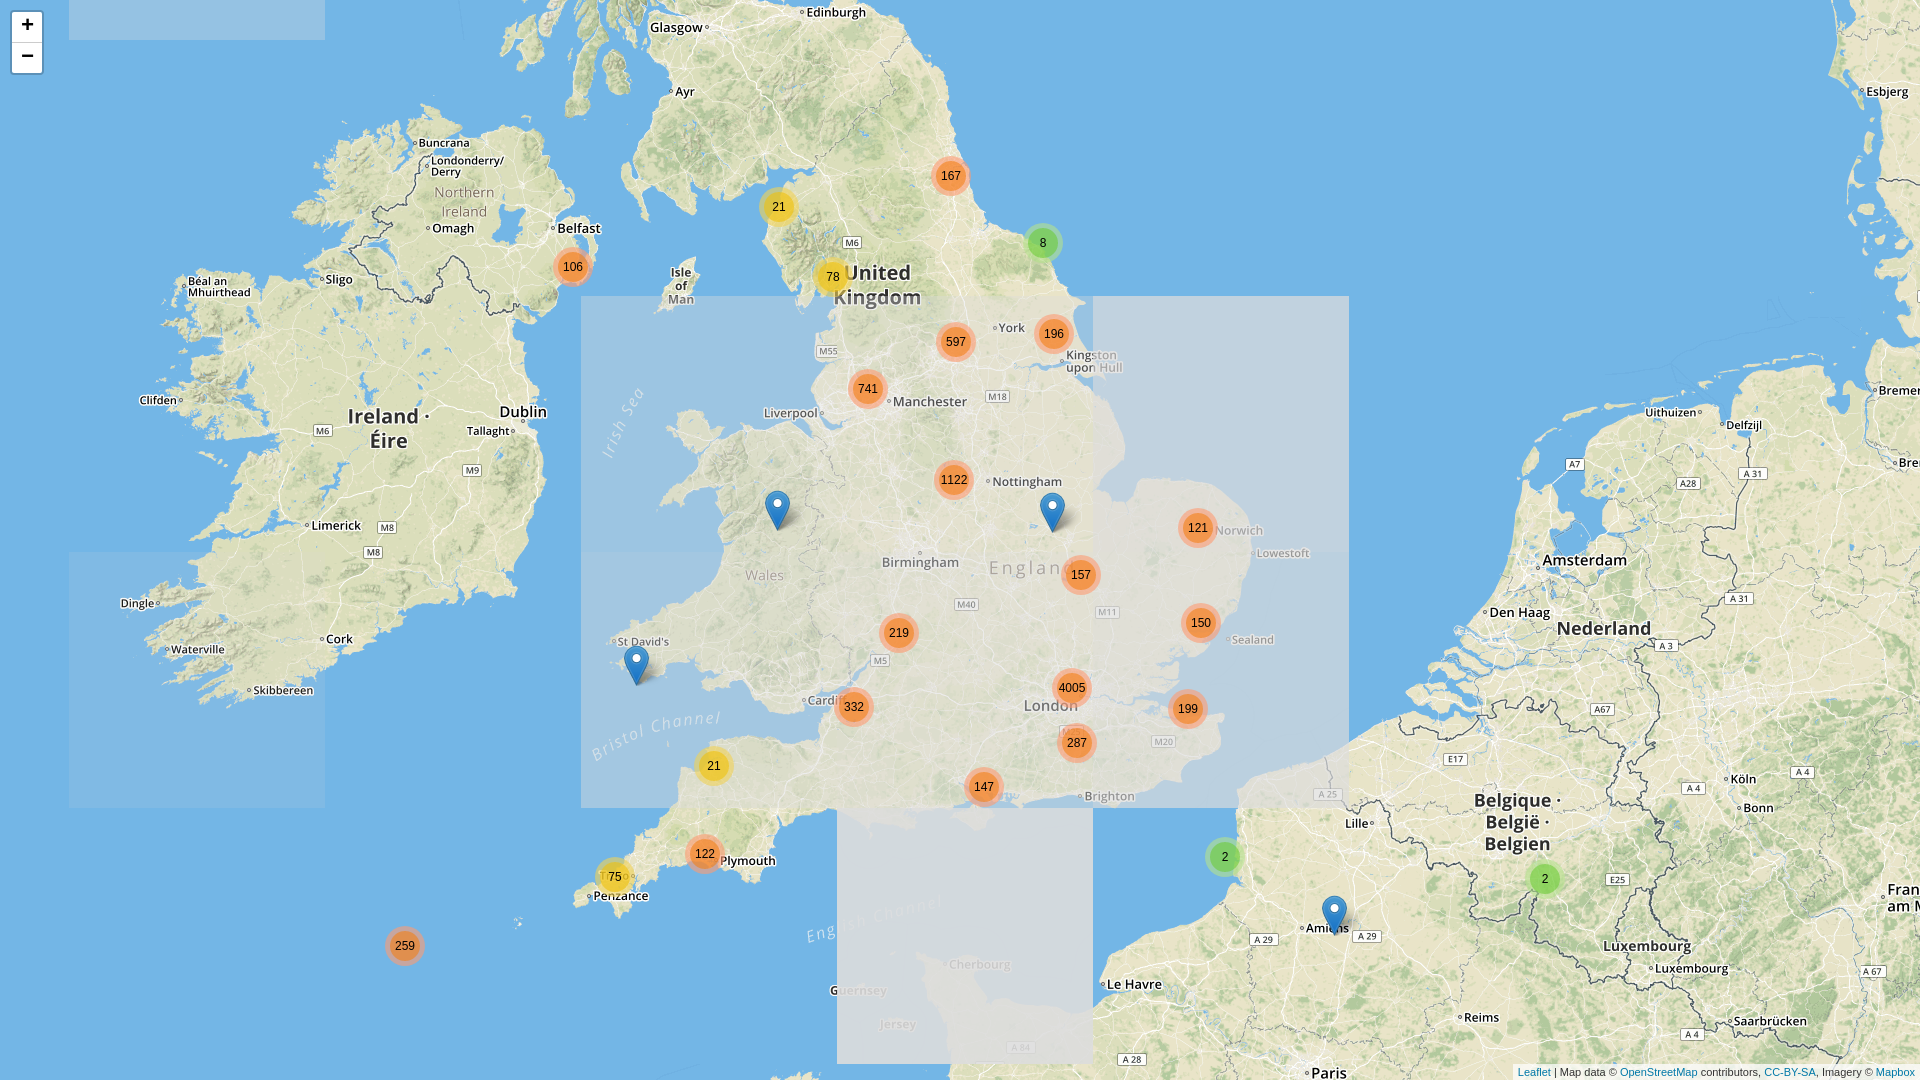 +
−
Edinburgh
Glasgow
Ayr
Esbjerg
Buncrana
Londonderry/
Derry
Northern
Ireland
Omagh
Belfast
167
21
M6
8
106
78
United
Kingdom
Isle
of
Man
Sligo
Béal an
Mhuirthead
York
196
597
M55
Kingston
upon Hull
741
Manchester
M18
Liverpool
Irish Sea
Clifden
Ireland ·
Éire
Dublin
Tallaght
M6
M9
Uithuizen
Delfzijl
Bremer
A7
A 31
A28
Bre
1122
Nottingham
121
Norwich
Lowestoft
Limerick
M8
M8
Birmingham
England
157
Wales
Amsterdam
Den Haag
A 31
Nederland
A 3
M40
M11
150
Sealand
219
M5
St David's
Dingle
Cork
Waterville
Skibbereen
4005
London
199
Cardiff
332
287
M20
A67
Bristol Channel
21
147
Brighton
E17
A 25
Köln
A 4
A 4
Bonn
Belgique ·
België ·
Belgien
Lille
122
Plymouth
75
Penzance
2
2
E25
Fran
am M
Amiens
A 29
A 29
English Channel
259
Luxembourg
Luxembourg
A 67
Cherbourg
Le Havre
Guernsey
Jersey
Reims
Saarbrücken
A 4
A 84
A 28
Paris
Leaflet | Map data © OpenStreetMap contributors, CC-BY-SA, Imagery © Mapbox